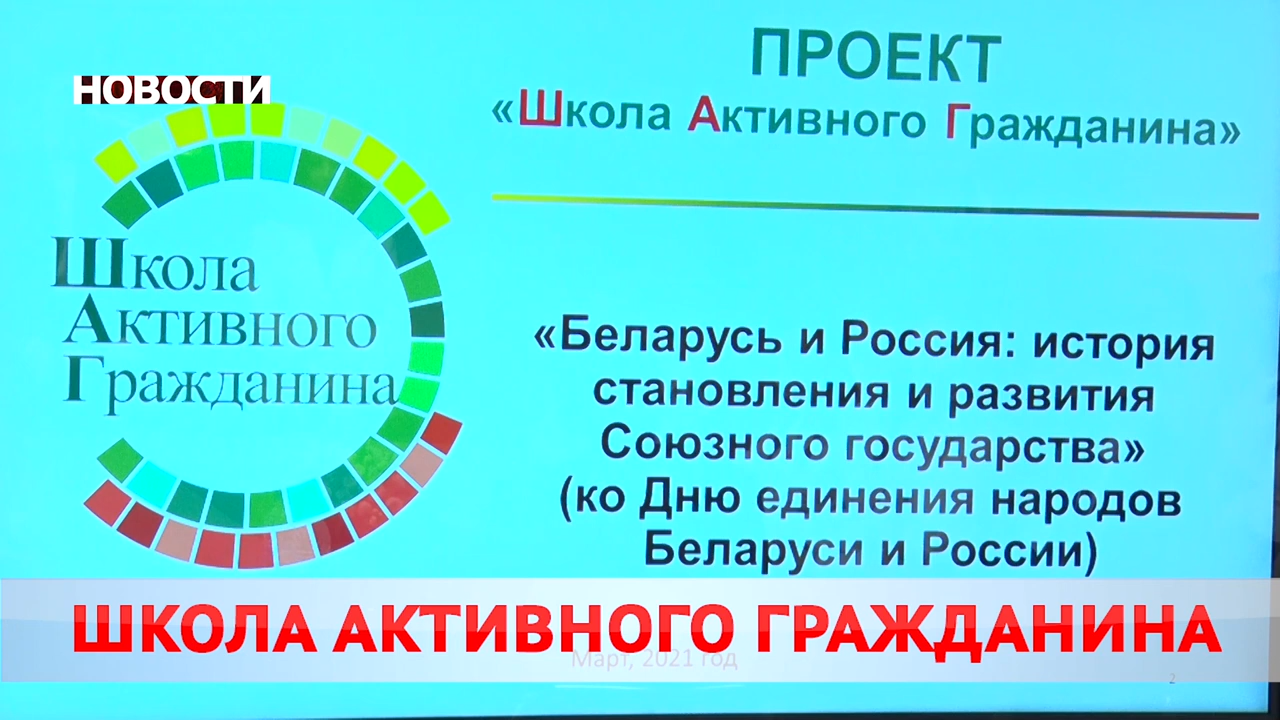 НОВОСТИ
ПРОЕКТ
«Школа Активного Гражданина»
Школа
Активного
Гражданина
«Беларусь и Россия: история
становления и развития
Союзного государства»
(ко Дню единения народов
Беларуси и России)
ШКОЛА АКТИВНОГО ГРАЖДАНИНА
Март, 2021 год
2